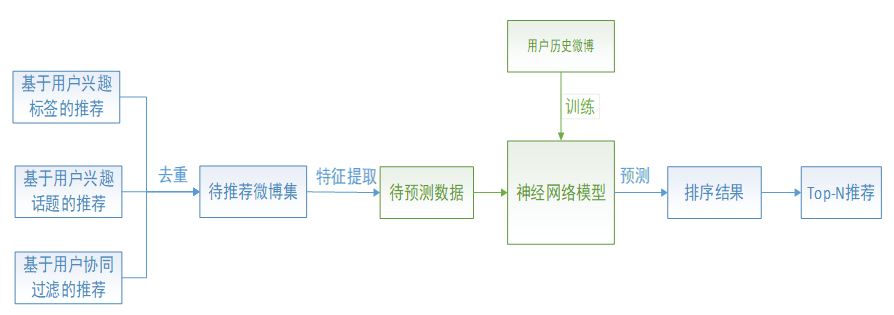 用户历史微博
训练
基于用户兴趣
标签的推荐
基于用户兴趣
话题的推荐
基于用户协同
过滤的推荐
去重
待推荐微博集
特征提取
待预测数据
神经网络模型
预测
排序结果
Top-N推荐